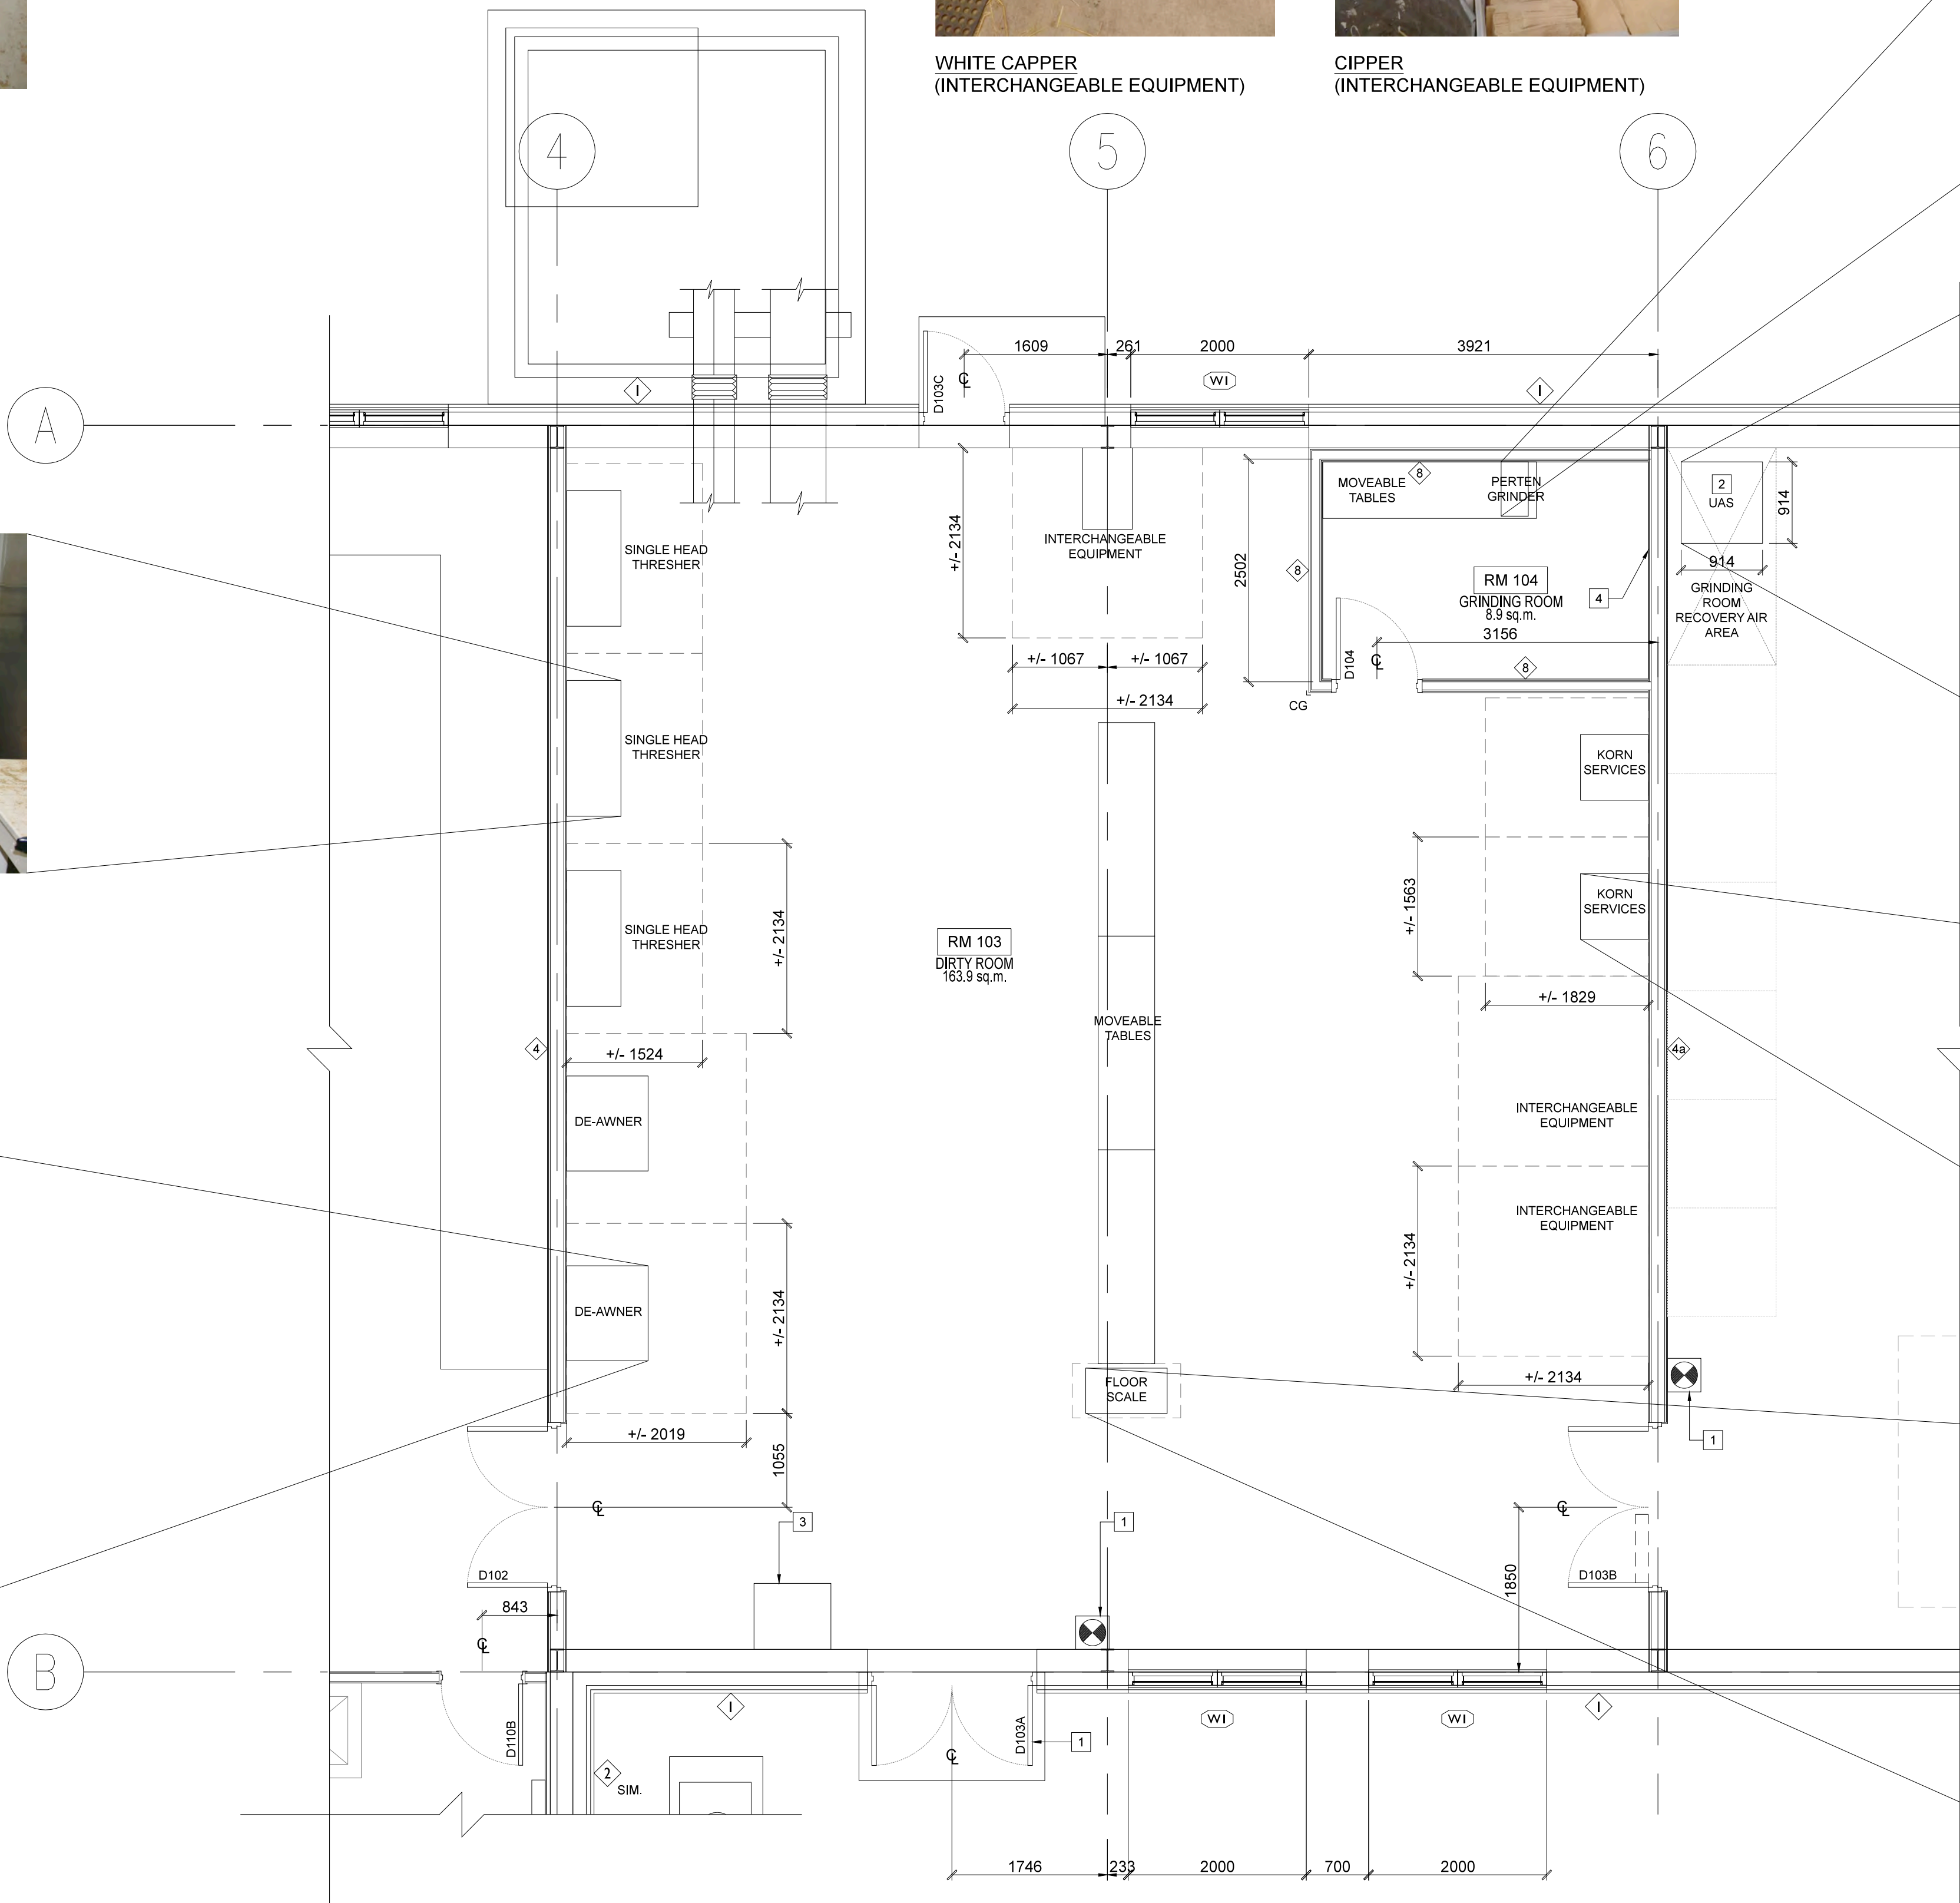 WHITE CAPPER
(INTERCHANGEABLE EQUIPMENT)
CIPPER
(INTERCHANGEABLE EQUIPMENT)
4
5
6
1609
261
2000
3921
WI
I
I
D103C
℄
A
SINGLE HEAD
THRESHER
+/- 2134
INTERCHANGEABLE
EQUIPMENT
+/- 1067
+/- 1067
+/- 2134
2502
8
MOVEABLE
TABLES
8
PERTEN
GRINDER
RM 104
GRINDING ROOM
8.9 sq.m.
4
3156
℄
D104
8
CG
2
UAS
914
914
GRINDING
ROOM
RECOVERY AIR
AREA
SINGLE HEAD
THRESHER
KORN
SERVICES
SINGLE HEAD
THRESHER
+/- 2134
RM 103
DIRTY ROOM
163.9 sq.m.
+/- 1563
KORN
SERVICES
+/- 1829
MOVEABLE
TABLES
4
+/- 1524
4a
DE-AWNER
INTERCHANGEABLE
EQUIPMENT
INTERCHANGEABLE
EQUIPMENT
DE-AWNER
+/- 2134
+/- 2134
+/- 2134
FLOOR
SCALE
+/- 2019
1055
1
℄
℄
3
1
1850
D102
D103B
843
℄
B
D110B
I
2
SIM.
℄
D103A
1
WI
WI
I
1746
233
2000
700
2000